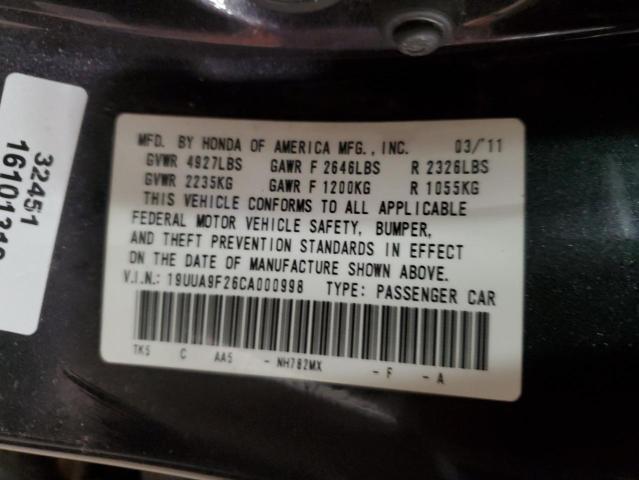 MFD. BY HONDA OF AMERICA MFG., INC. 03/11
GVWR 4927LBS GAWR F 2646LBS R 2326LBS
GVWR 2235KG GAWR F 1200KG R 1055KG
THIS VEHICLE CONFORMS TO ALL APPLICABLE
FEDERAL MOTOR VEHICLE SAFETY, BUMPER,
AND THEFT PREVENTION STANDARDS IN EFFECT
ON THE DATE OF MANUFACTURE SHOWN ABOVE.
V.I.N.: 19UUA9F26CA000998 TYPE: PASSENGER CAR
TK5 C AA5 - NH782MX - F - A
32451